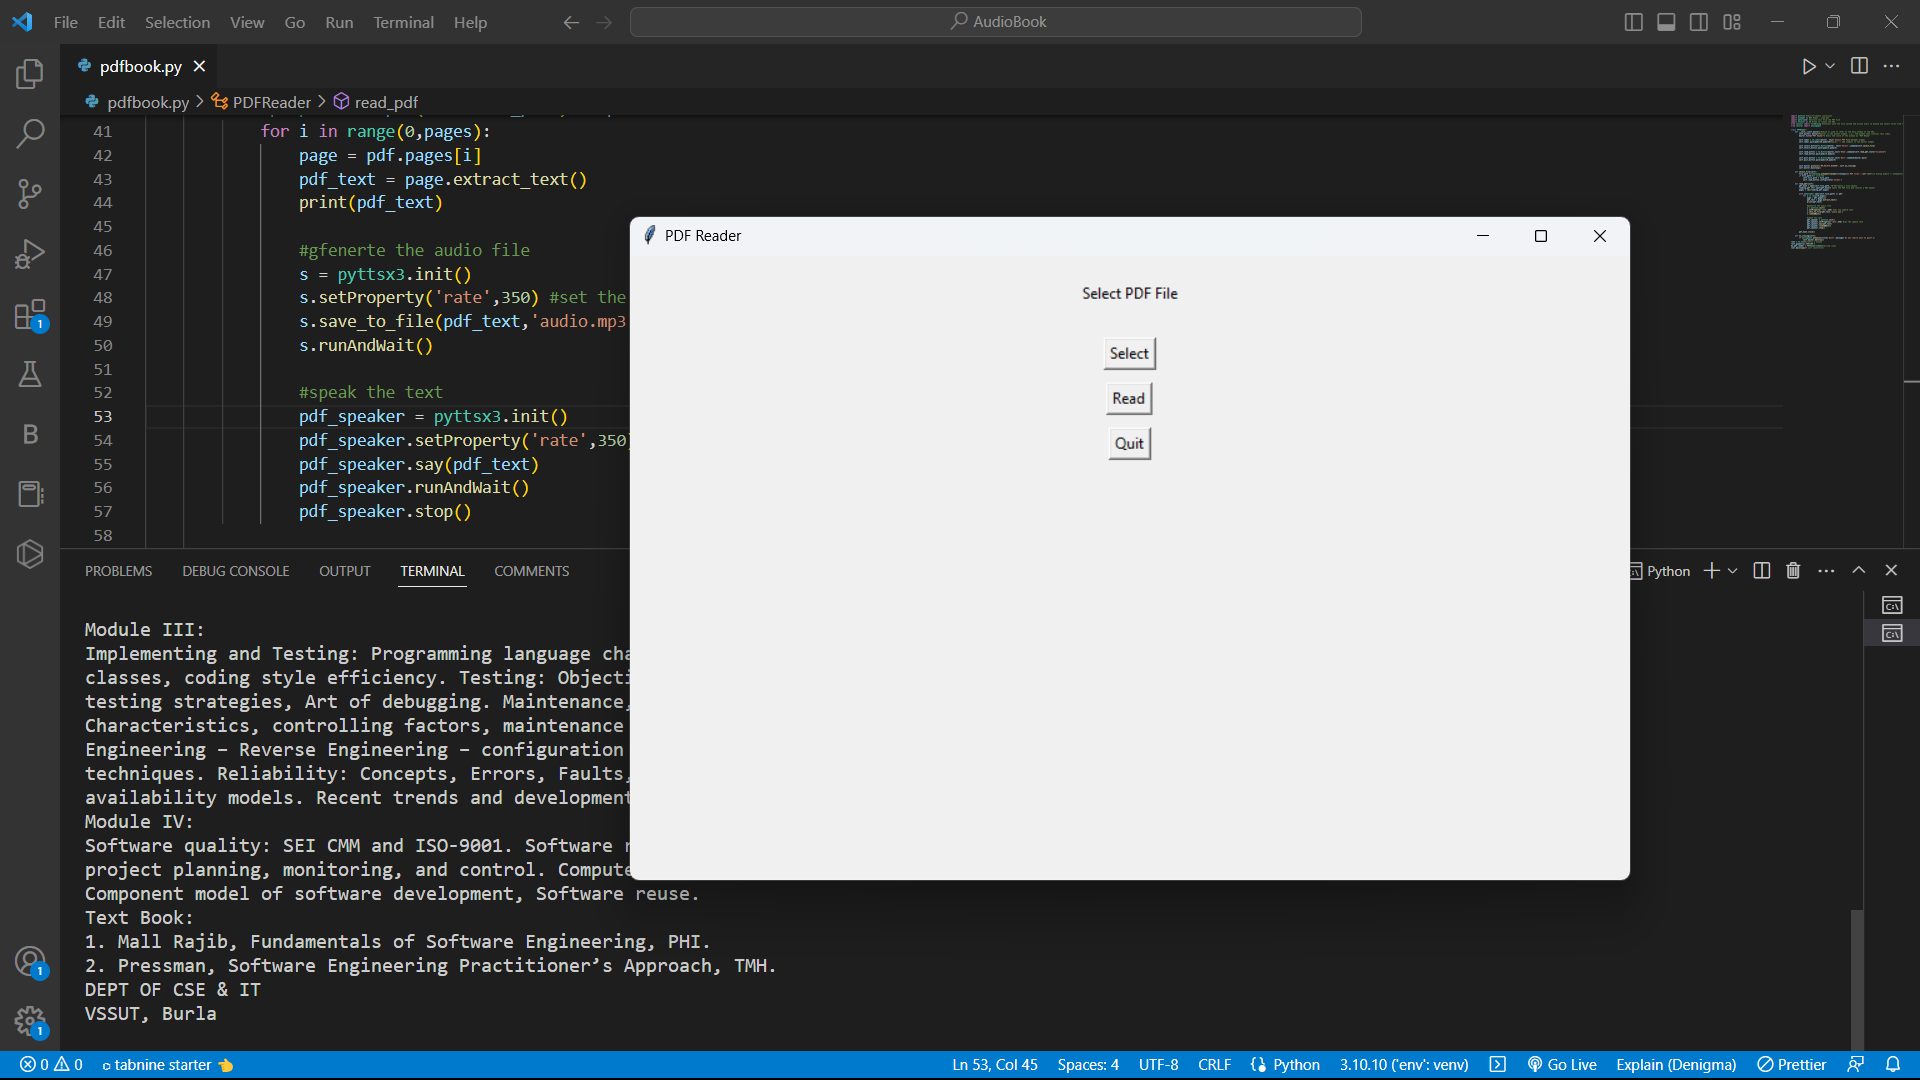 File Edit Selection View Go Run Terminal Help
AudioBook
pdfbook.py
pdfbook.py > PDFReader > read_pdf
41 for i in range(0,pages):
42 page = pdf.pages[i]
43 pdf_text = page.extract_text()
44 print(pdf_text)
45
46 #gfenerte the audio file
47 s = pyttsx3.init()
48 s.setProperty('rate',350) #set the
49 s.save_to_file(pdf_text,'audio.mp3
50 s.runAndWait()
51
52 #speak the text
53 pdf_speaker = pyttsx3.init()
54 pdf_speaker.setProperty('rate',350)
55 pdf_speaker.say(pdf_text)
56 pdf_speaker.runAndWait()
57 pdf_speaker.stop()
58
PDF Reader
Select PDF File
Select
Read
Quit
PROBLEMS DEBUG CONSOLE OUTPUT TERMINAL COMMENTS
Python
Module III:
Implementing and Testing: Programming language cha
classes, coding style efficiency. Testing: Objecti
testing strategies, Art of debugging. Maintenance,
Characteristics, controlling factors, maintenance
Engineering – Reverse Engineering – configuration
techniques. Reliability: Concepts, Errors, Faults,
availability models. Recent trends and development
Module IV:
Software quality: SEI CMM and ISO-9001. Software r
project planning, monitoring, and control. Compute
Component model of software development, Software reuse.
Text Book:
1. Mall Rajib, Fundamentals of Software Engineering, PHI.
2. Pressman, Software Engineering Practitioner’s Approach, TMH.
DEPT OF CSE & IT
VSSUT, Burla
1
1
1
0 0 tabnine starter Ln 53, Col 45 Spaces: 4 UTF-8 CRLF Python 3.10.10 ('env': venv) Go Live Explain (Denigma) Prettier